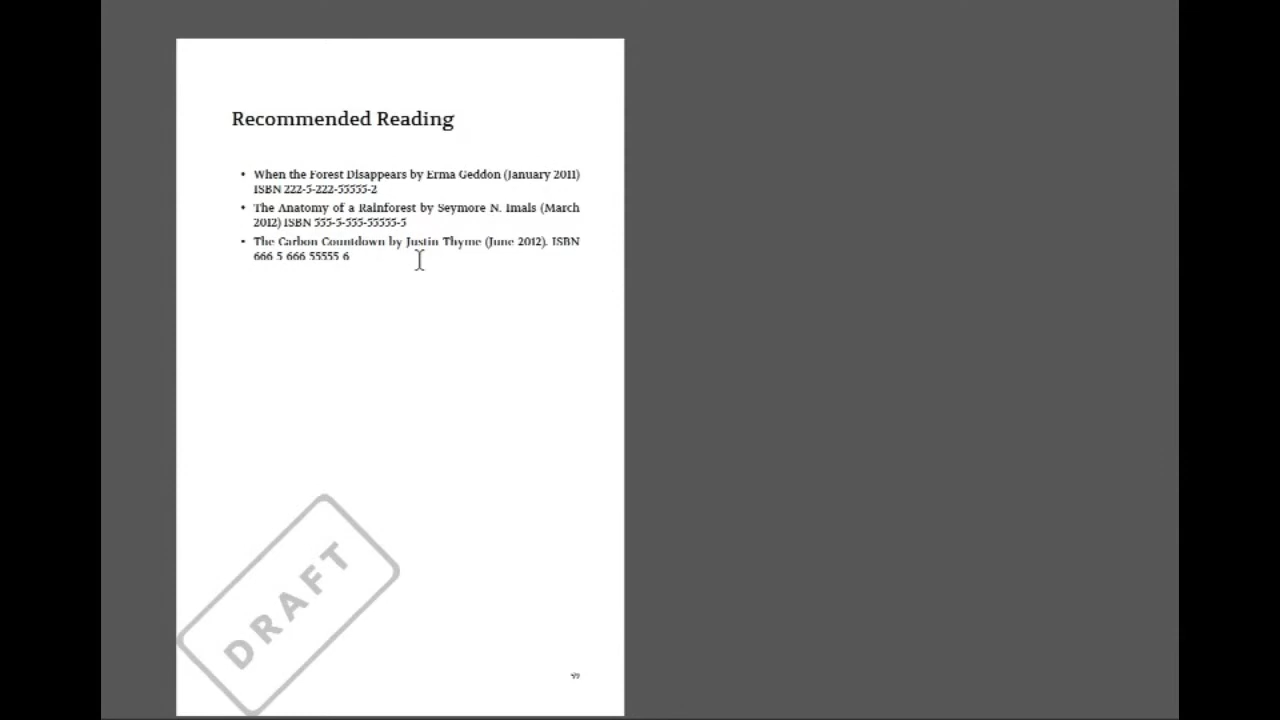 Recommended Reading
• When the Forest Disappears by Erma Geddon (January 2011)
ISBN 222-5-222-55555-2
• The Anatomy of a Rainforest by Seymore N. Imals (March
2012) ISBN 555-5-555-55555-5
• The Carbon Countdown by Justin Thyme (June 2012). ISBN
666-5-666-55555-6
DRAFT